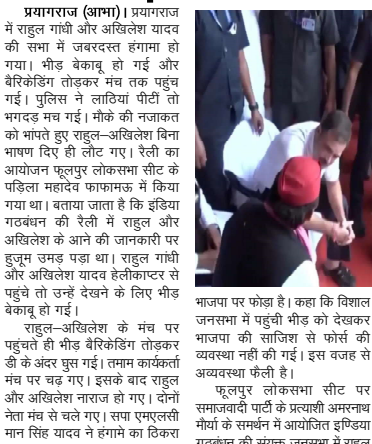 प्रयागराज (आभा)। प्रयागराज
में राहुल गांधी और अखिलेश यादव
की सभा में जबरदस्त हंगामा हो
गया। भीड़ बेकाबू हो गई और
बैरिकेडिंग तोड़कर मंच तक पहुंच
गई। पुलिस ने लाठियां पीटीं तो
भगदड़ मच गई। मौके की नजाकत
को भांपते हुए राहुल–अखिलेश बिना
भाषण दिए ही लौट गए। रैली का
आयोजन फूलपुर लोकसभा सीट के
पड़िला महादेव फाफामऊ में किया
गया था। बताया जाता है कि इंडिया
गठबंधन की रैली में राहुल और
अखिलेश के आने की जानकारी पर
हुजूम उमड़ पड़ा था। राहुल गांधी
और अखिलेश यादव हेलीकाप्टर से
पहुंचे तो उन्हें देखने के लिए भीड़
बेकाबू हो गई।
राहुल–अखिलेश के मंच पर
पहुंचते ही भीड़ बैरिकेडिंग तोड़कर
डी के अंदर घुस गई। तमाम कार्यकर्ता
मंच पर चढ़ गए। इसके बाद राहुल
और अखिलेश नाराज हो गए। दोनों
नेता मंच से चले गए। सपा एमएलसी
मान सिंह यादव ने हंगामे का ठिकरा
भाजपा पर फोड़ा है। कहा कि विशाल
जनसभा में पहुंची भीड़ को देखकर
भाजपा की साजिश से फोर्स की
व्यवस्था नहीं की गई। इस वजह से
अव्यवस्था फैली है।
फूलपुर लोकसभा सीट पर
समाजवादी पार्टी के प्रत्याशी अमरनाथ
मौर्या के समर्थन में आयोजित इण्डिया
गठबंधन की संयुक्त जनसभा में राहुल